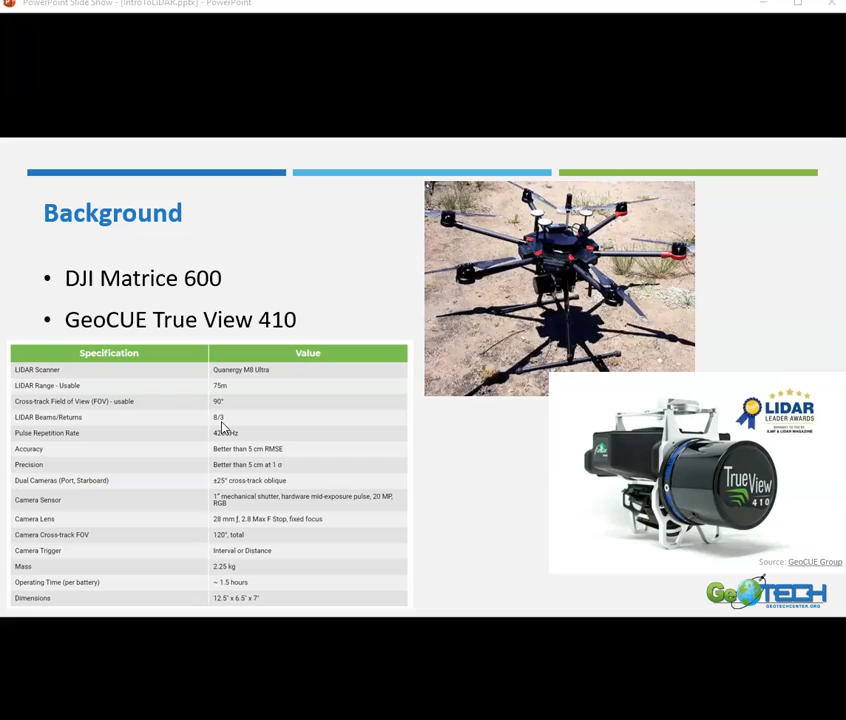 PowerPoint Slide Show - [IntroToLiDAR.pptx] - PowerPoint
Background
• DJI Matrice 600
• GeoCUE True View 410
Specification Value
LIDAR Scanner Quanergy M8 Ultra
LIDAR Range - Usable 75m
Cross-track Field of View (FOV) - usable 90°
LIDAR Beams/Returns 8/3
Pulse Repetition Rate
Accuracy Better than 5 cm RMSE
Precision Better than 5 cm at 1 σ
Dual Cameras (Port, Starboard) ±25° cross-track oblique
Camera Sensor 1" mechanical shutter, hardware mid-exposure pulse, 20 MP,
RGB
Camera Lens 28 mm ƒ, 2.8 Max F Stop, fixed focus
Camera Cross-track FOV 120°, total
Camera Trigger Interval or Distance
Mass 2.25 kg
Operating Time (per battery) ~ 1.5 hours
Dimensions 12.5" x 6.5" x 7"
LIDAR
LEADER AWARDS
TrueView
410
Source: GeoCUE Group
GeOTECH
GEOTECHCENTER.ORG